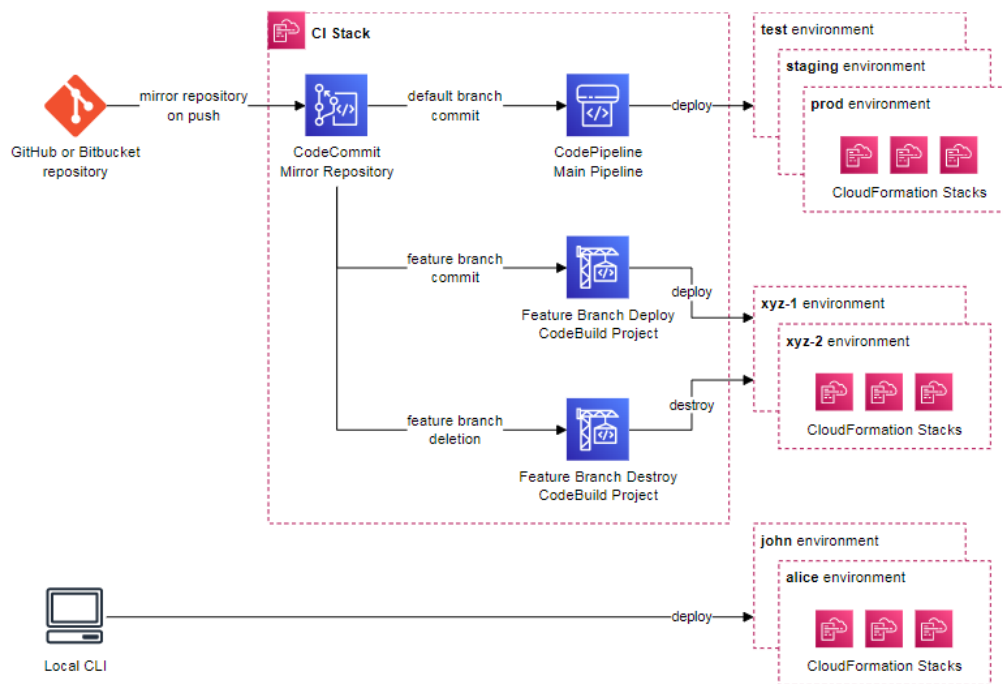 CI Stack
GitHub or Bitbucket
repository
mirror repository
on push
CodeCommit
Mirror Repository
default branch
commit
CodePipeline
Main Pipeline
deploy
test environment
staging environment
prod environment
CloudFormation Stacks
feature branch
commit
Feature Branch Deploy
CodeBuild Project
deploy
xyz-1 environment
xyz-2 environment
CloudFormation Stacks
feature branch
deletion
Feature Branch Destroy
CodeBuild Project
destroy
Local CLI
deploy
john environment
alice environment
CloudFormation Stacks